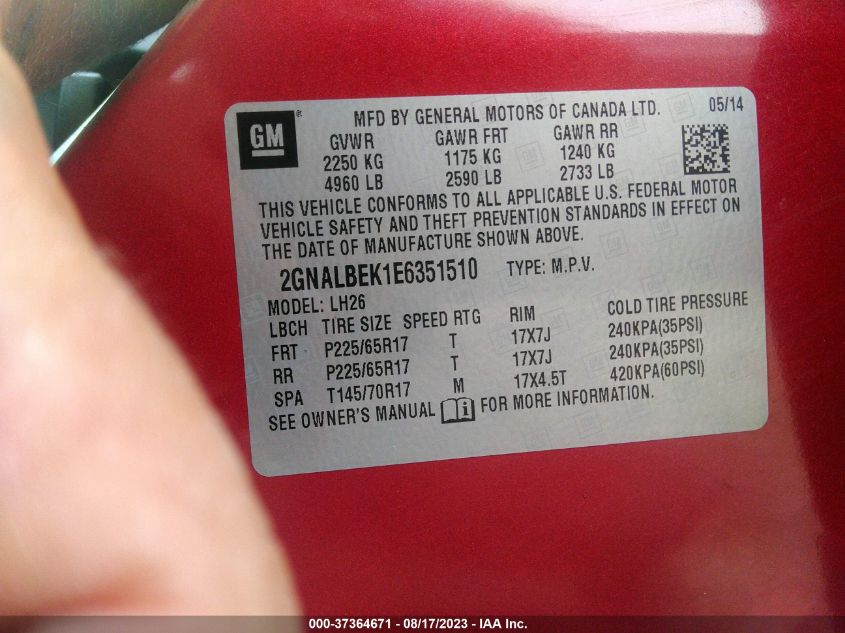 GM ®
MFD BY GENERAL MOTORS OF CANADA LTD. 05/14
GVWR GAWR FRT GAWR RR
2250 KG 1175 KG 1240 KG
4960 LB 2590 LB 2733 LB
THIS VEHICLE CONFORMS TO ALL APPLICABLE U.S. FEDERAL MOTOR
VEHICLE SAFETY AND THEFT PREVENTION STANDARDS IN EFFECT ON
THE DATE OF MANUFACTURE SHOWN ABOVE.
2GNALBEK1E6351510 TYPE: M.P.V.
MODEL: LH26
LBCH TIRE SIZE SPEED RTG RIM COLD TIRE PRESSURE
FRT P225/65R17 T 17X7J 240KPA(35PSI)
RR P225/65R17 T 17X7J 240KPA(35PSI)
SPA T145/70R17 M 17X4.5T 420KPA(60PSI)
SEE OWNER'S MANUAL i FOR MORE INFORMATION.
000-37364671 - 08/17/2023 - IAA Inc.